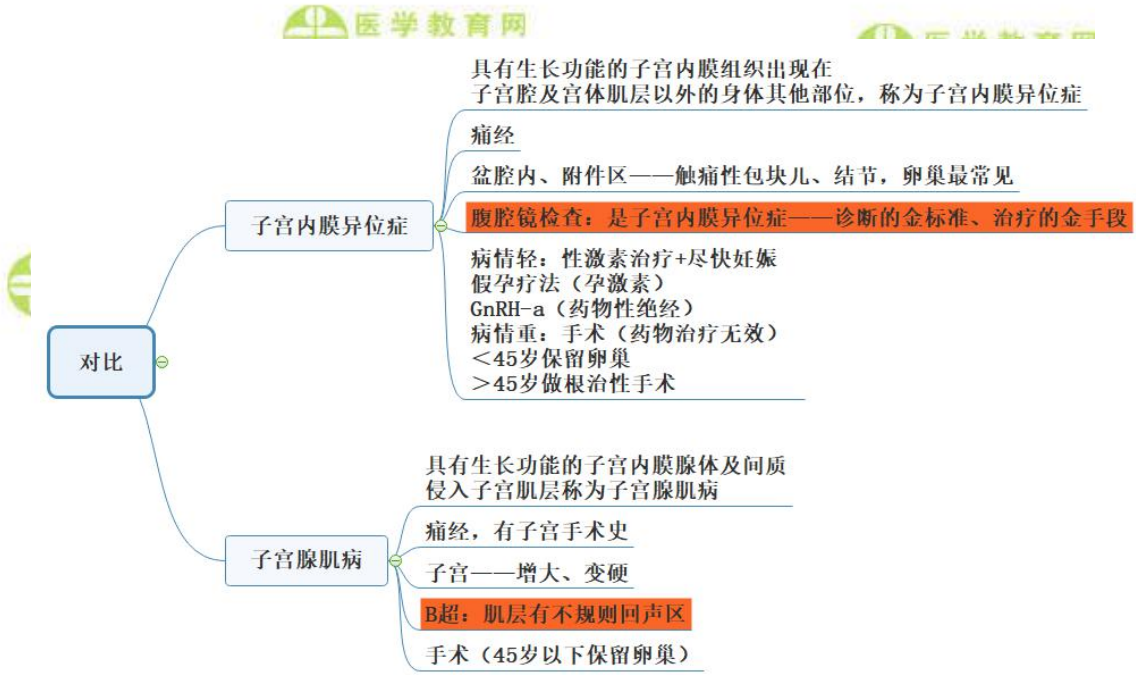 医学教育网
具有生长功能的子宫内膜组织出现在
子宫腔及宫体肌层以外的身体其他部位，称为子宫内膜异位症
痛经
盆腔内、附件区——触痛性包块儿、结节，卵巢最常见
子宫内膜异位症
腹腔镜检查：是子宫内膜异位症——诊断的金标准、治疗的金手段
病情轻：性激素治疗+尽快妊娠
假孕疗法（孕激素）
GnRH-a（药物性绝经）
病情重：手术（药物治疗无效）
＜45岁保留卵巢
＞45岁做根治性手术
对比
具有生长功能的子宫内膜腺体及间质
侵入子宫肌层称为子宫腺肌病
痛经，有子宫手术史
子宫腺肌病
子宫——增大、变硬
B超：肌层有不规则回声区
手术（45岁以下保留卵巢）